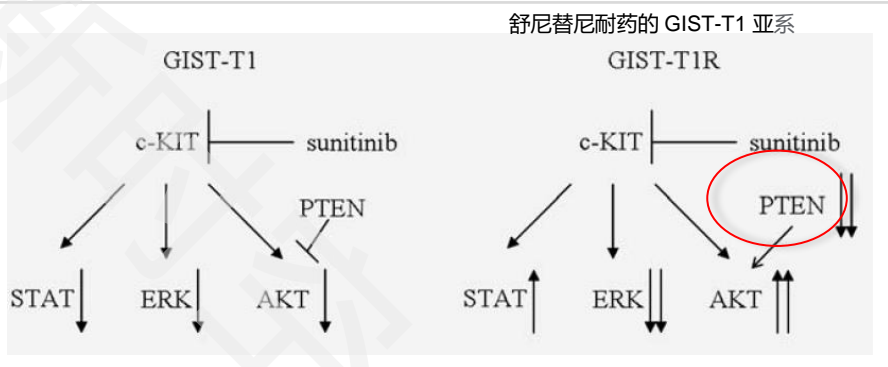 舒尼替尼耐药的 GIST-T1 亚系
GIST-T1
GIST-T1R
c-KIT
sunitinib
c-KIT
sunitinib
PTEN
PTEN
STAT
ERK
AKT
STAT
ERK
AKT